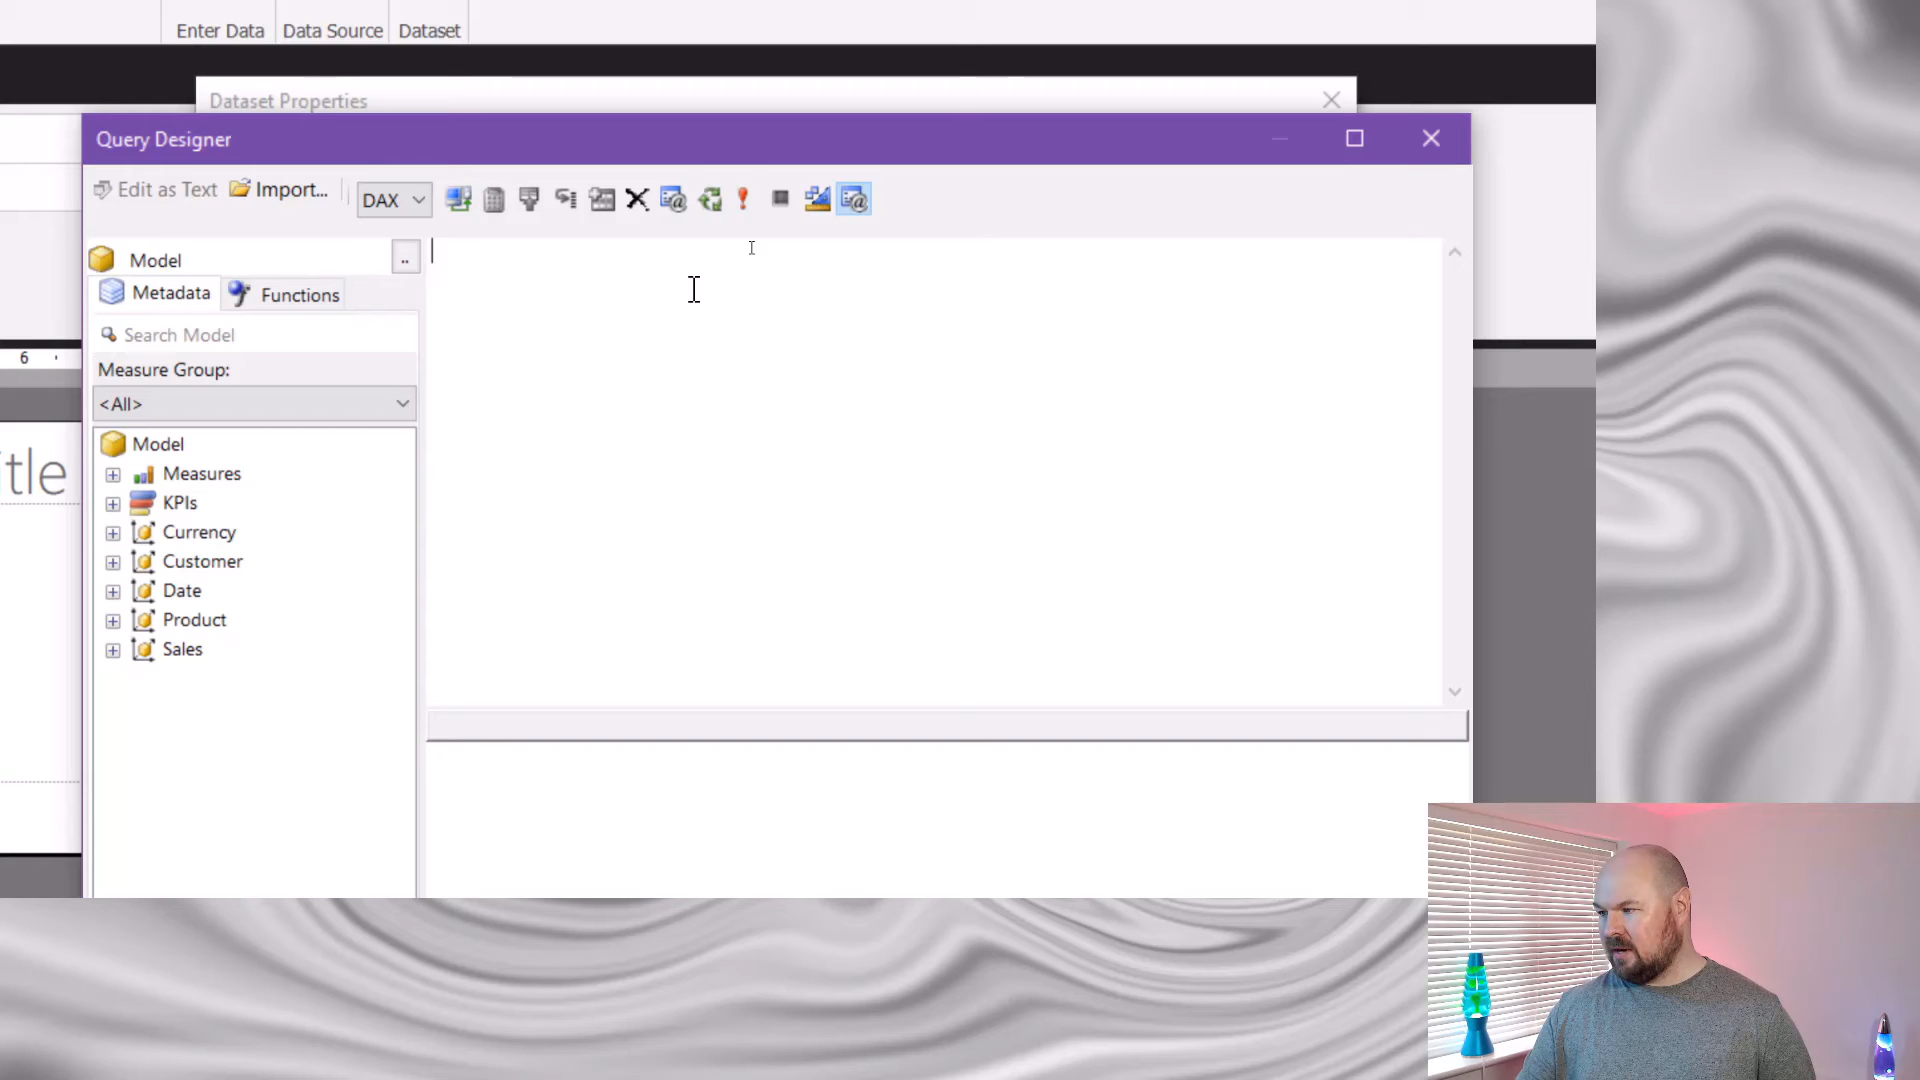 Enter Data
Data Source
Dataset
Dataset Properties
Query Designer
Edit as Text
Import...
DAX
Model
..
Metadata
Functions
Search Model
Measure Group:
<All>
Model
Measures
KPIs
Currency
Customer
Date
Product
Sales
6
itle